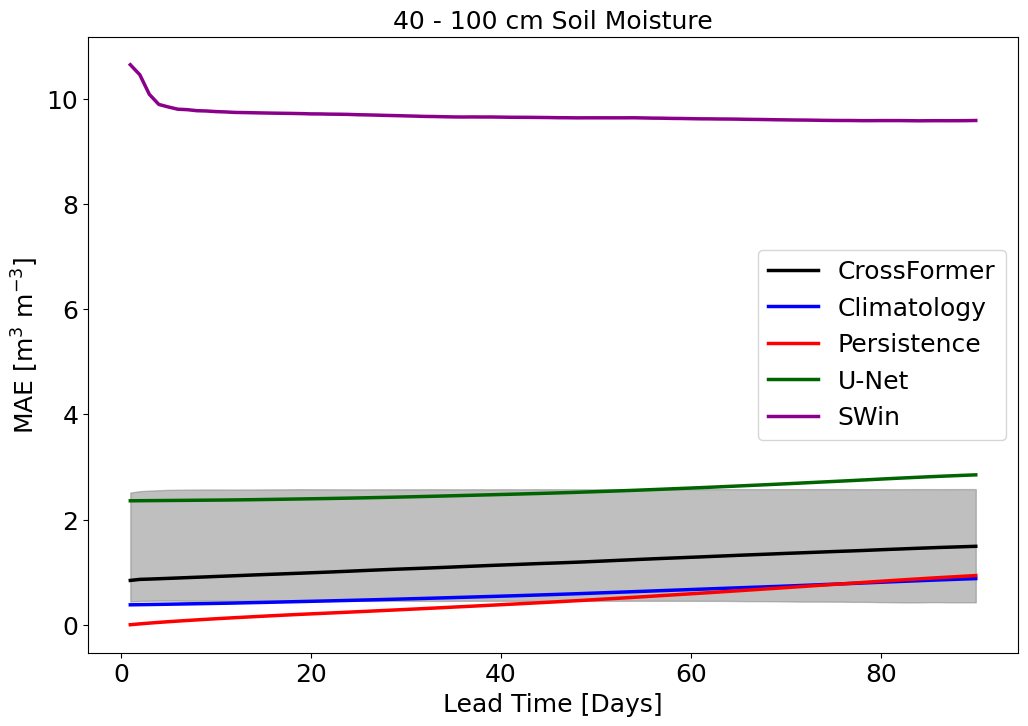 40 - 100 cm Soil Moisture
MAE [m³ m⁻³]
10
8
6
4
2
0
CrossFormer
Climatology
Persistence
U-Net
SWin
0 20 40 60 80
Lead Time [Days]